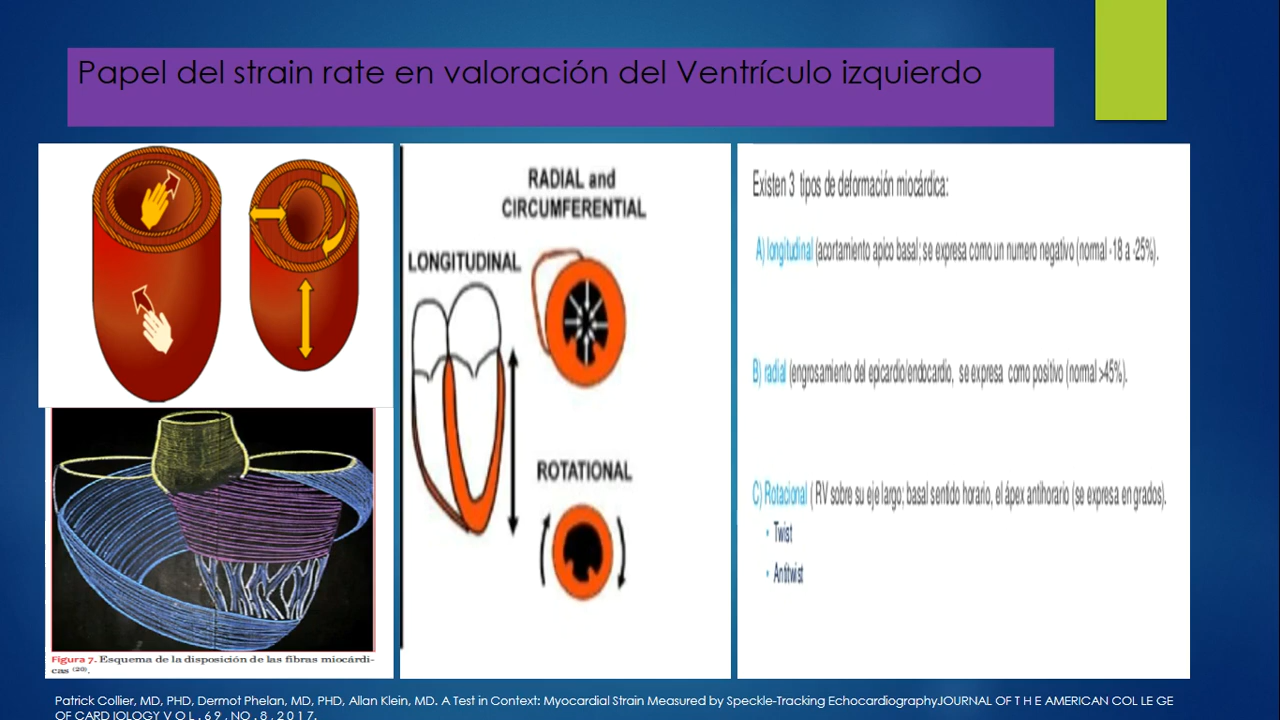 Papel del strain rate en valoración del Ventrículo izquierdo
RADIAL and
CIRCUMFERENTIAL
LONGITUDINAL
ROTATIONAL
Figura 7. Esquema de la disposición de las fibras miocárdi-
cas (20).
Existen 3 tipos de deformación miocárdica:
A) longitudinal (acortamiento apico basal; se expresa como un numero negativo (normal -18 a -25%).
B) radial (engrosamiento del epicardio/endocardio, se expresa como positivo (normal >45%).
C) Rotacional ( RV sobre su eje largo; basal sentido horario, el ápex antihorario (se expresa en grados).
• Twist
• Antitwist
Patrick Collier, MD, PHD, Dermot Phelan, MD, PHD, Allan Klein, MD. A Test in Context: Myocardial Strain Measured by Speckle-Tracking EchocardiographyJOURNAL OF T H E AMERICAN COL LE GE
OF CARD IOLOGY V O L . 6 9 , NO . 8 , 2 0 1 7 .